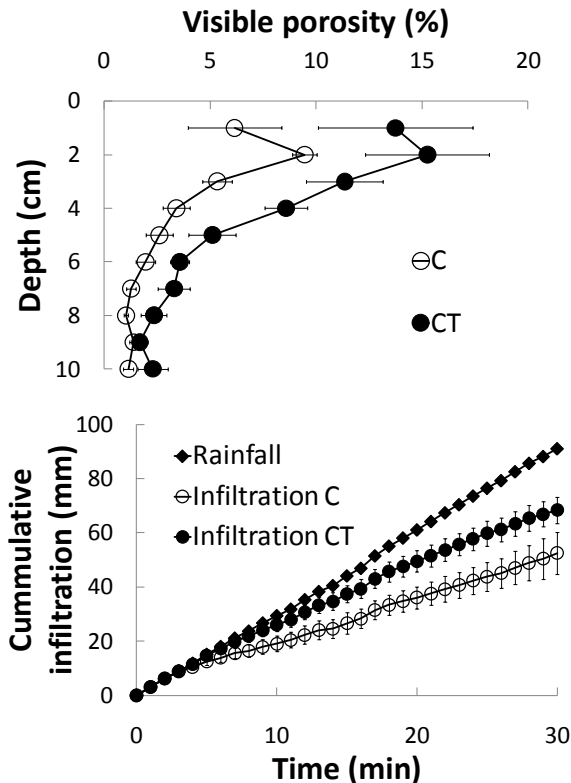 Visible porosity (%)
0 5 10 15 20
0
2
4
6
8
10
Depth (cm)
C
CT
100
80
60
40
20
0
Cummulative
infiltration (mm)
Rainfall
Infiltration C
Infiltration CT
0 10 20 30
Time (min)